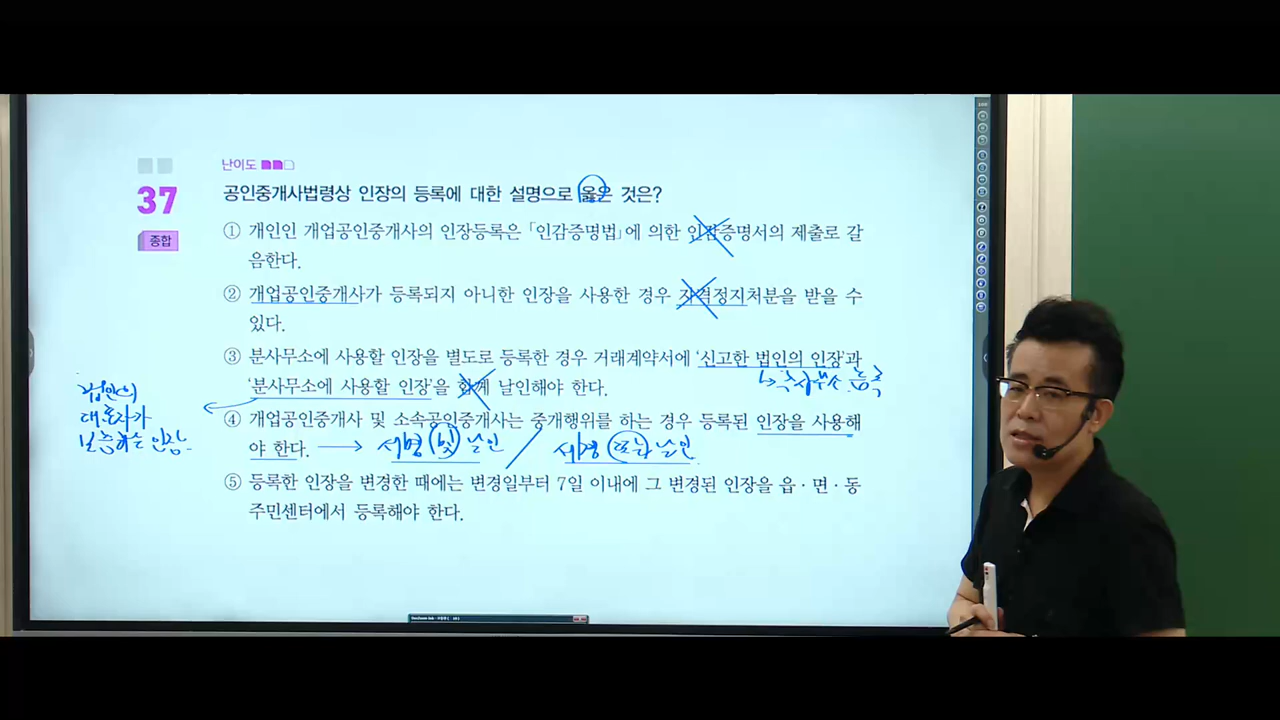 난이도
37
종합
공인중개사법령상 인장의 등록에 대한 설명으로 옳은 것은?
① 개인인 개업공인중개사의 인장등록은 「인감증명법」에 의한 인감증명서의 제출로 갈
음한다.
② 개업공인중개사가 등록되지 아니한 인장을 사용한 경우 자격정지처분을 받을 수
있다.
③ 분사무소에 사용할 인장을 별도로 등록한 경우 거래계약서에 '신고한 법인의 인장'과
'분사무소에 사용할 인장'을 함께 날인해야 한다.
↳ 주사무소 등록
법인의
대표자가
보증하는 인장
④ 개업공인중개사 및 소속공인중개사는 중개행위를 하는 경우 등록된 인장을 사용해
야 한다. → 서명 및 날인 / 서명 또는 날인
⑤ 등록한 인장을 변경한 때에는 변경일부터 7일 이내에 그 변경된 인장을 읍·면·동
주민센터에서 등록해야 한다.